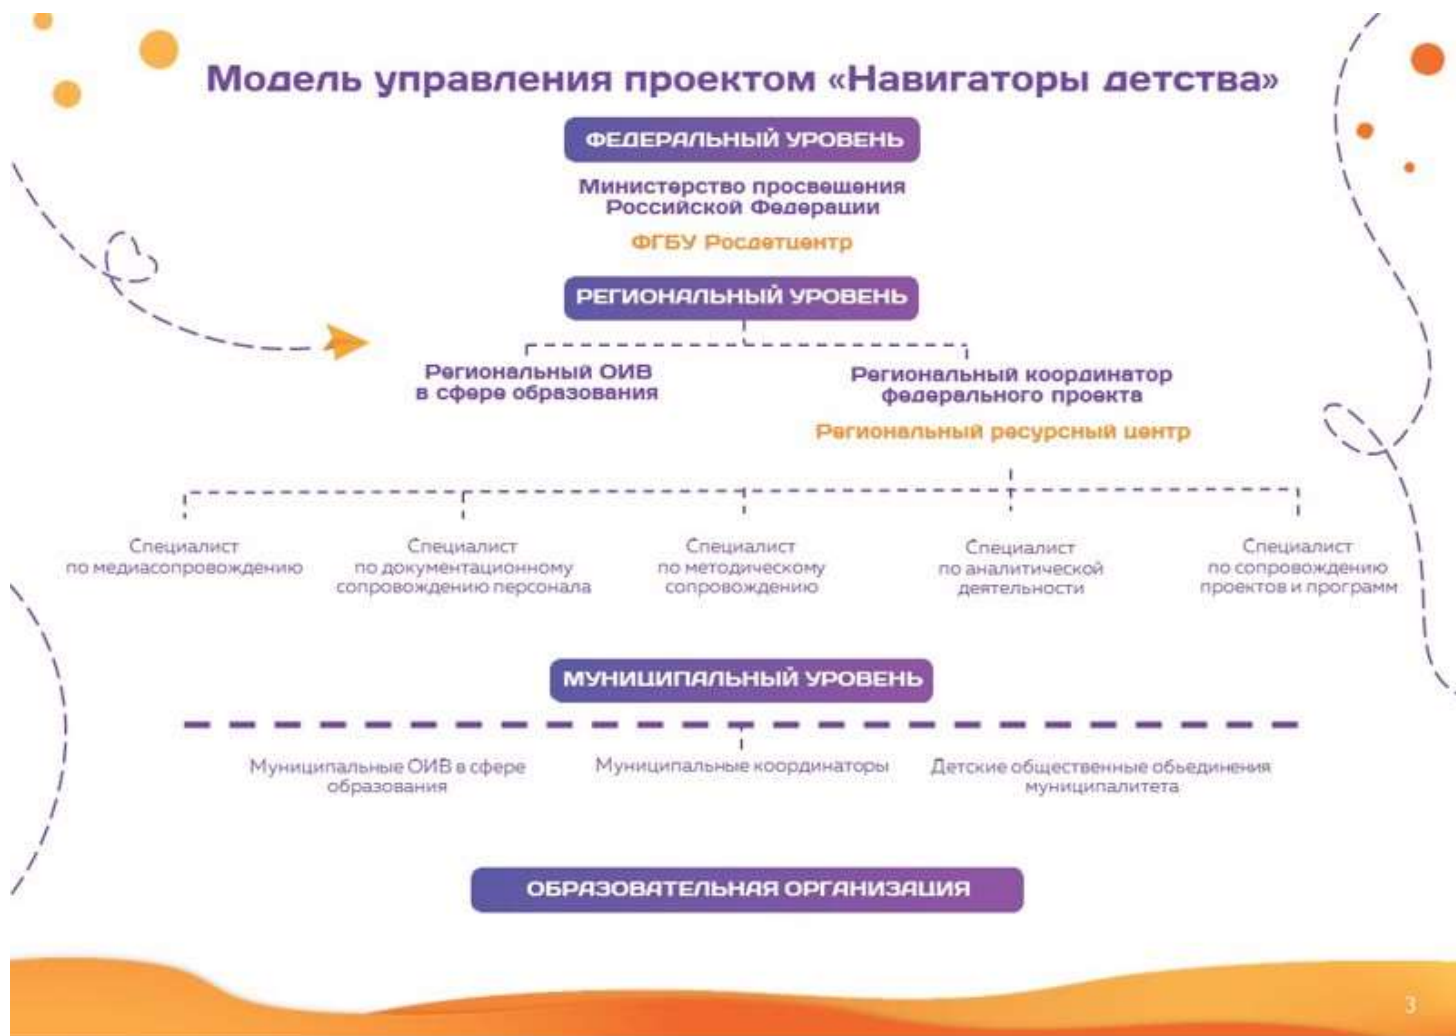 Модель управления проектом «Навигаторы детства»
ФЕДЕРАЛЬНЫЙ УРОВЕНЬ
Министерство просвещения
Российской Федерации
ФГБУ Росдетцентр
РЕГИОНАЛЬНЫЙ УРОВЕНЬ
Региональный ОИВ
в сфере образования
Региональный координатор
федерального проекта
Региональный ресурсный центр
Специалист
по медиасопровождению
Специалист
по документационному
сопровождению персонала
Специалист
по методическому
сопровождению
Специалист
по аналитической
деятельности
Специалист
по сопровождению
проектов и программ
МУНИЦИПАЛЬНЫЙ УРОВЕНЬ
Муниципальные ОИВ в сфере
образования
Муниципальные координаторы
Детские общественные обьединения
муниципалитета
ОБРАЗОВАТЕЛЬНАЯ ОРГАНИЗАЦИЯ
3